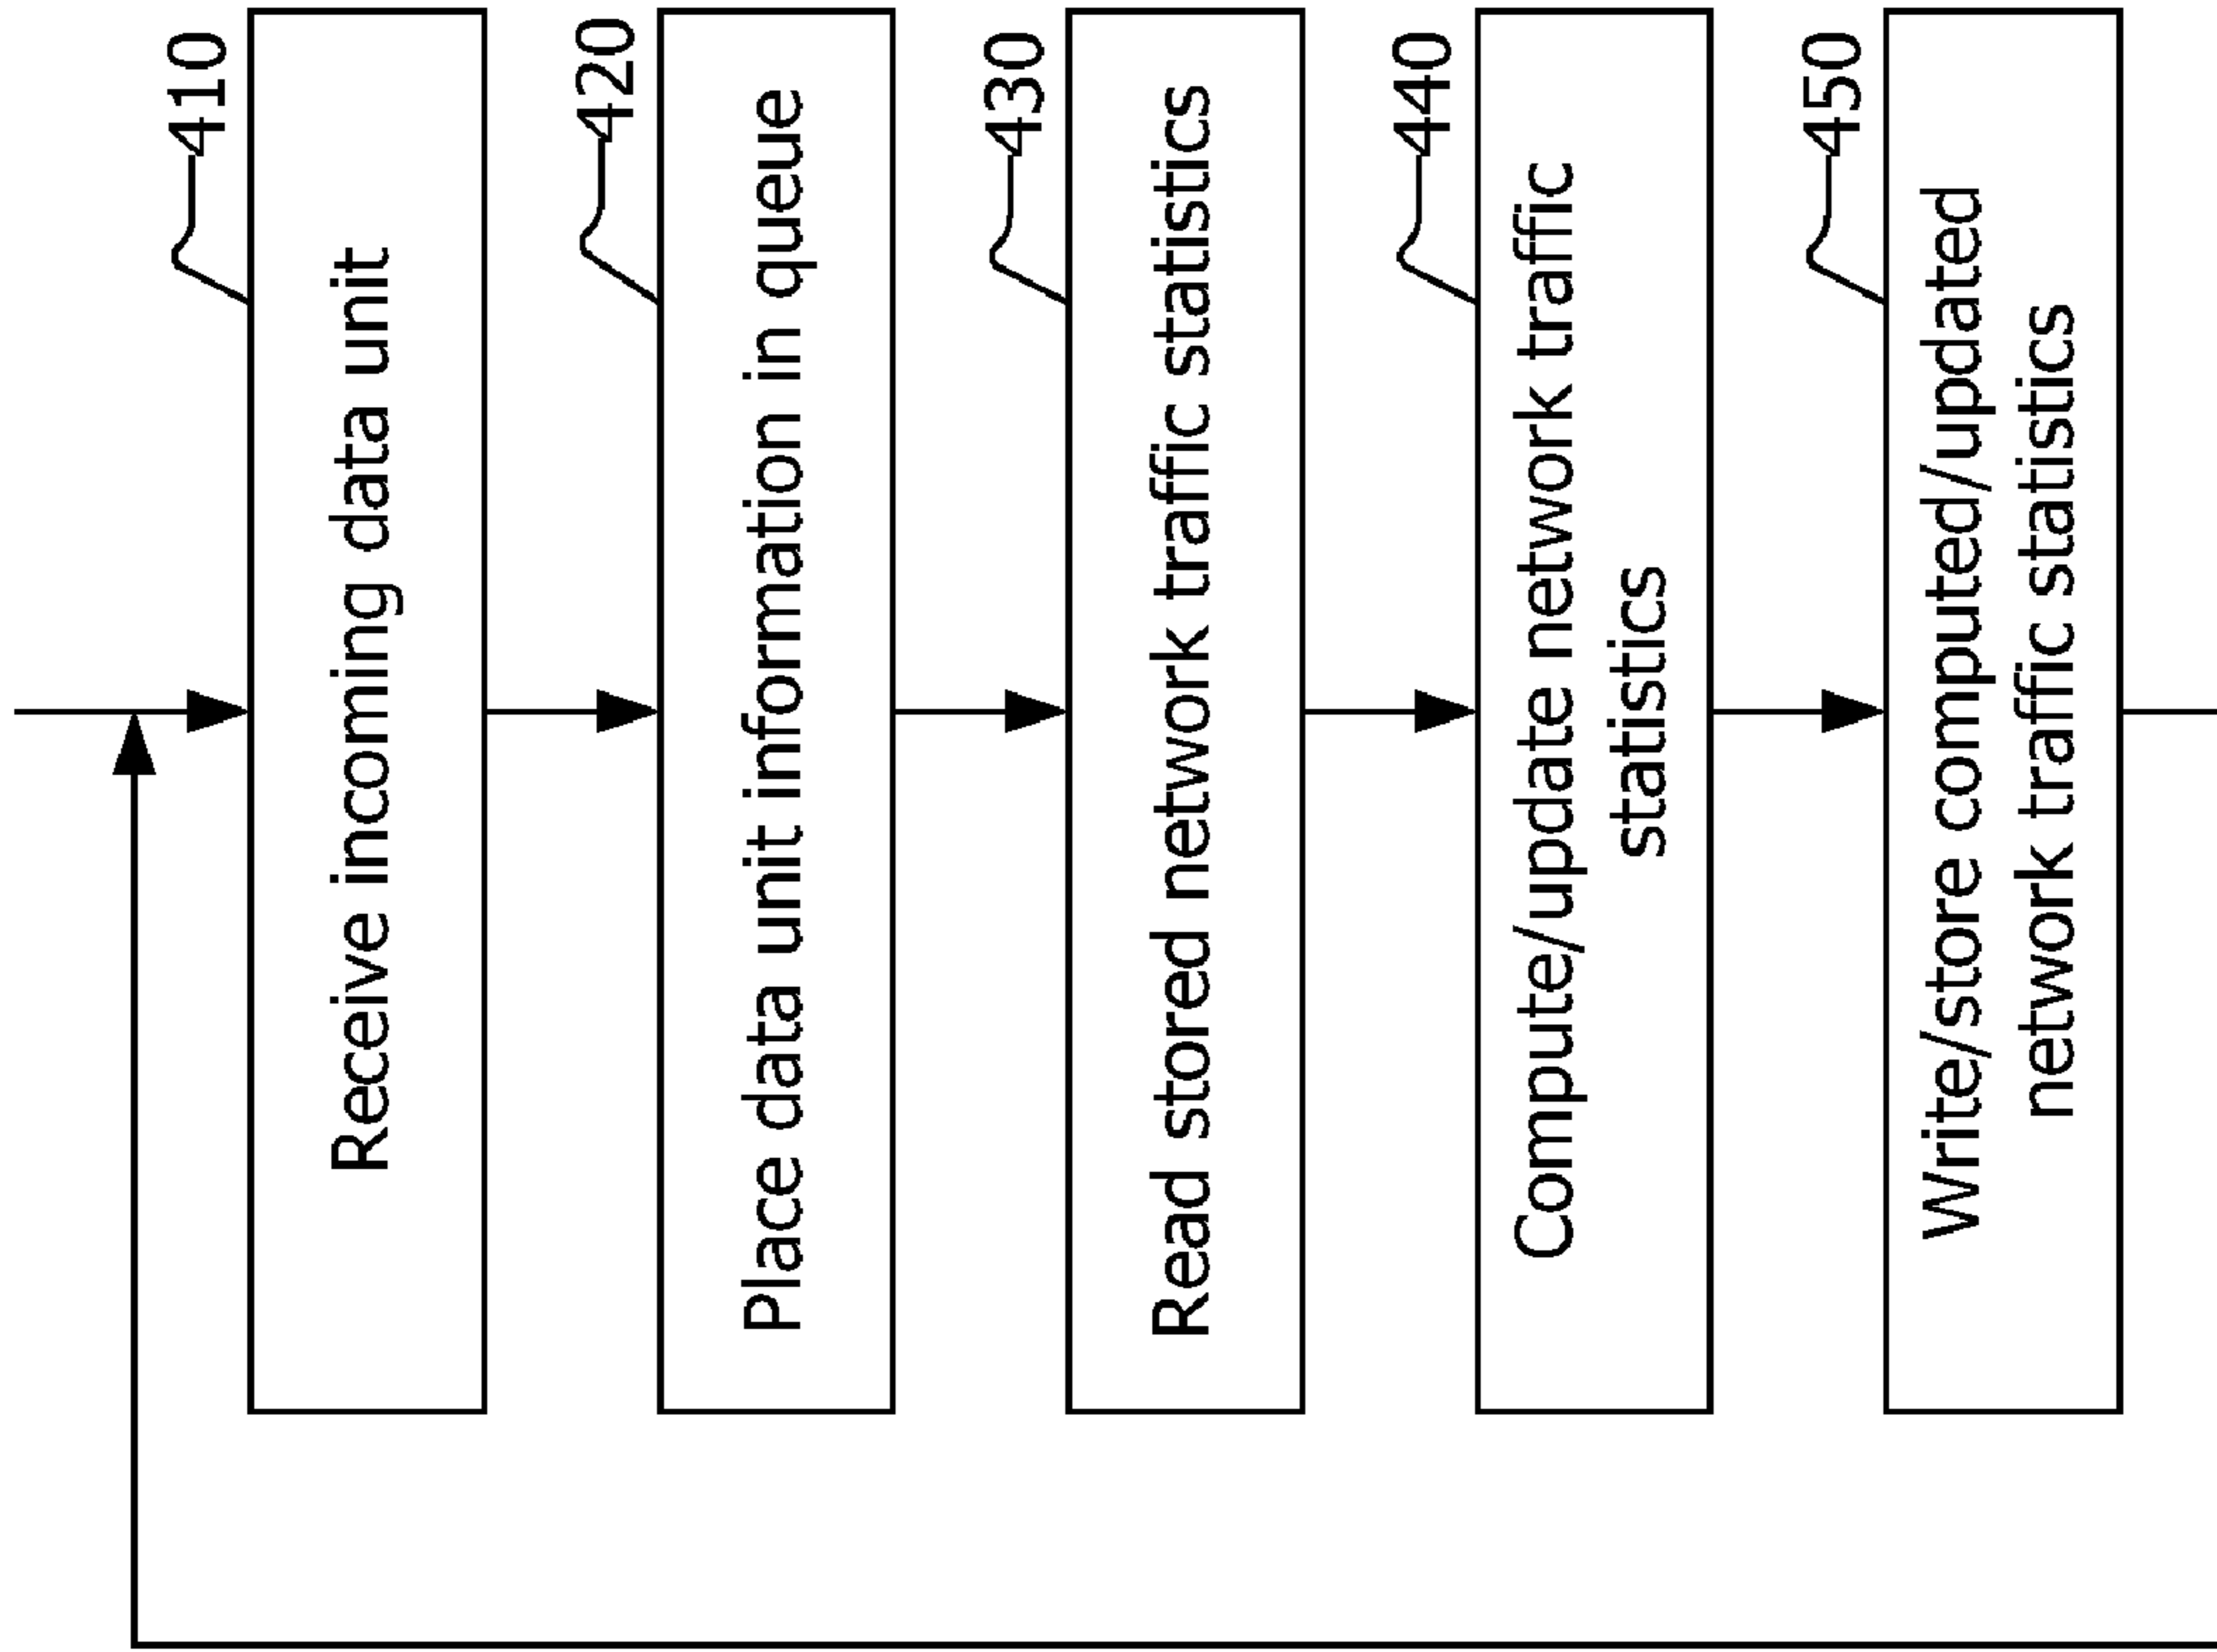 410
Receive incoming data unit
420
Place data unit information in queue
430
Read stored network traffic statistics
440
Compute/update network traffic
statistics
450
Write/store computed/updated
network traffic statistics